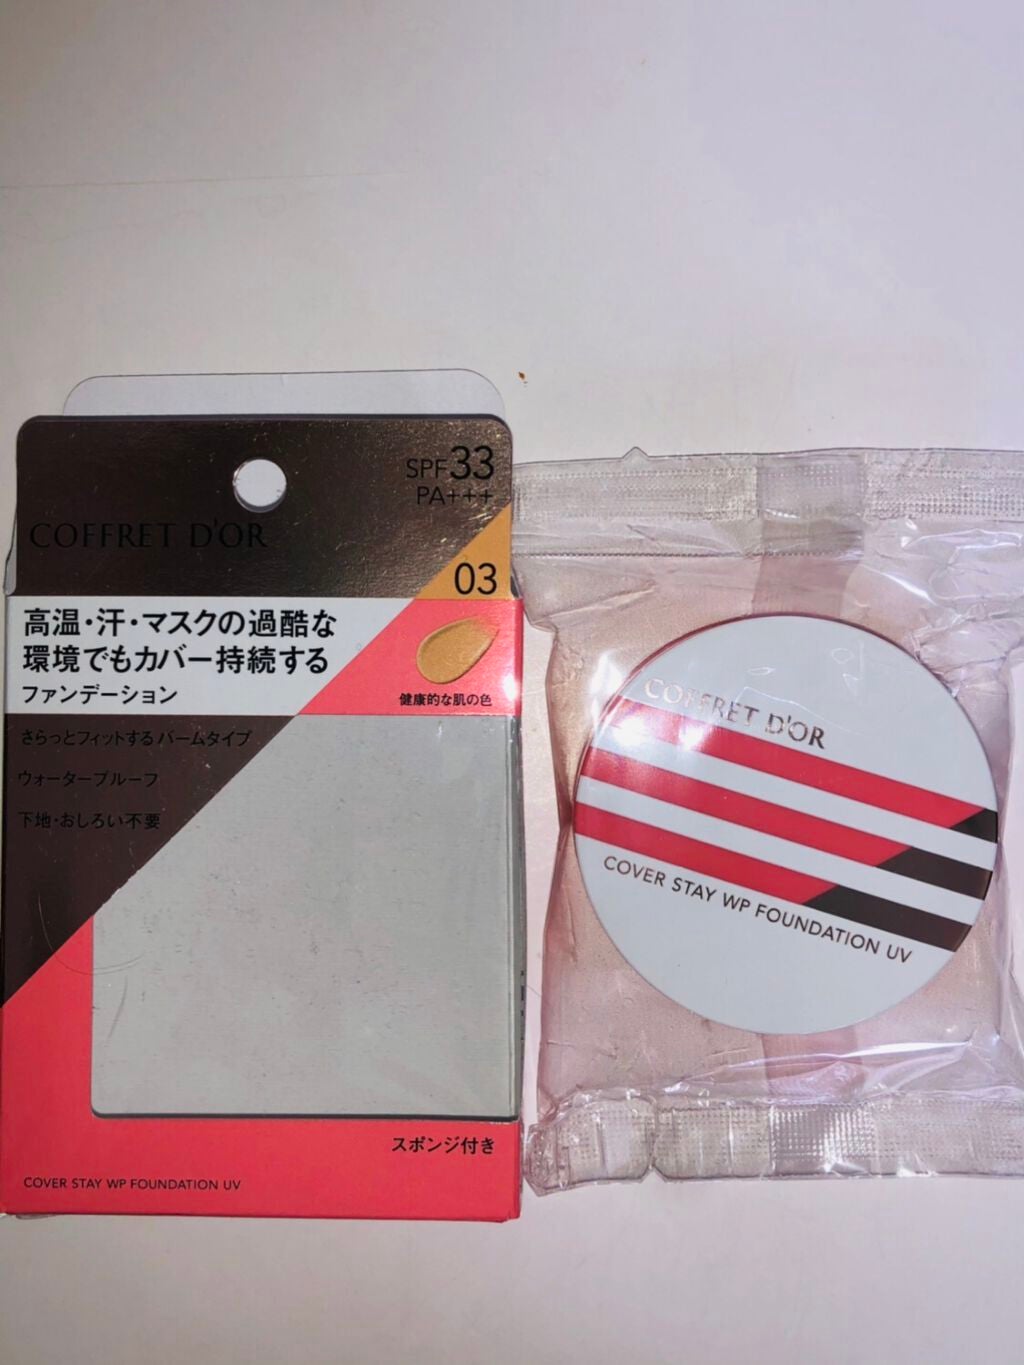 SPF33
PA+++
COFFRET D'OR
03
高温・汗・マスクの過酷な
環境でもカバー持続する
ファンデーション
健康的な肌の色
さらっとフィットするバームタイプ
ウォータープルーフ
下地・おしろい不要
スポンジ付き
COVER STAY WP FOUNDATION UV
COFFRET D'OR
COVER STAY WP FOUNDATION UV